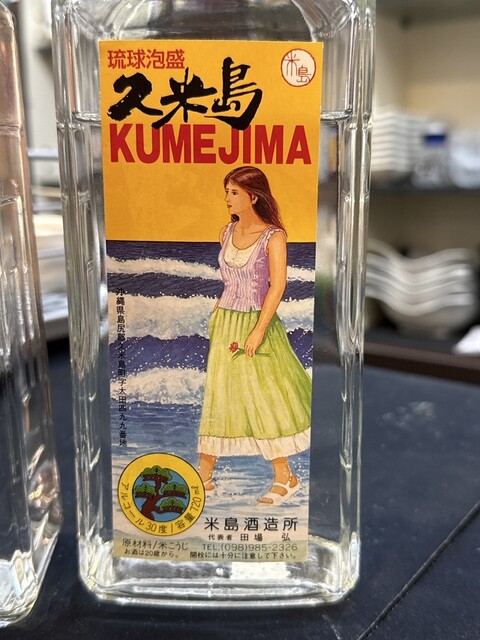 琉球泡盛
米島
久米島
KUMEJIMA
沖縄県島尻郡久米島町字大田四九九番地
アルコール30度/容量720ml
米島酒造所
代表者 田場 弘
原材料/米こうじ
TEL.(098)985-2326
お酒は20歳から。 開栓には十分に注意して下さい。